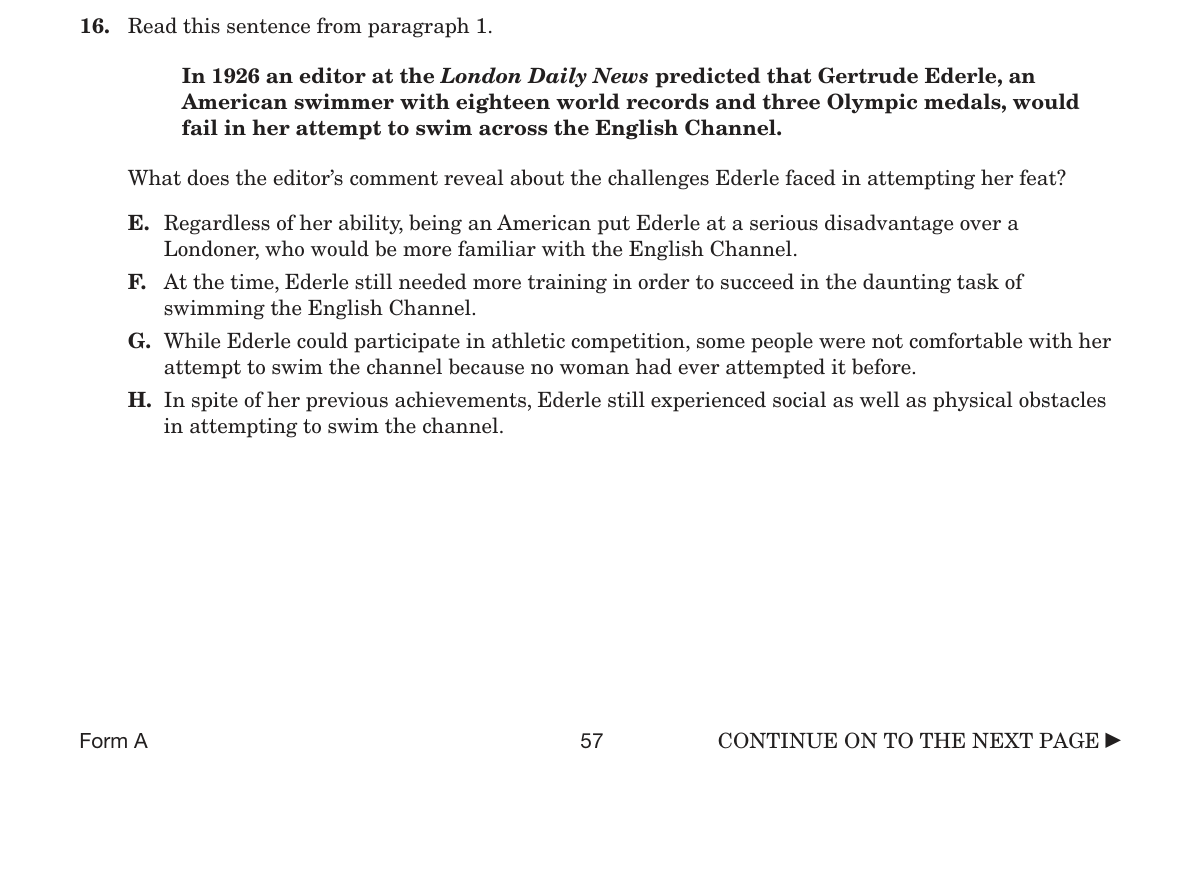 16. Read this sentence from paragraph 1.
In 1926 an editor at the London Daily News predicted that Gertrude Ederle, an
American swimmer with eighteen world records and three Olympic medals, would
fail in her attempt to swim across the English Channel.
What does the editor’s comment reveal about the challenges Ederle faced in attempting her feat?
E. Regardless of her ability, being an American put Ederle at a serious disadvantage over a
Londoner, who would be more familiar with the English Channel.
F. At the time, Ederle still needed more training in order to succeed in the daunting task of
swimming the English Channel.
G. While Ederle could participate in athletic competition, some people were not comfortable with her
attempt to swim the channel because no woman had ever attempted it before.
H. In spite of her previous achievements, Ederle still experienced social as well as physical obstacles
in attempting to swim the channel.
Form A 57 CONTINUE ON TO THE NEXT PAGE ►